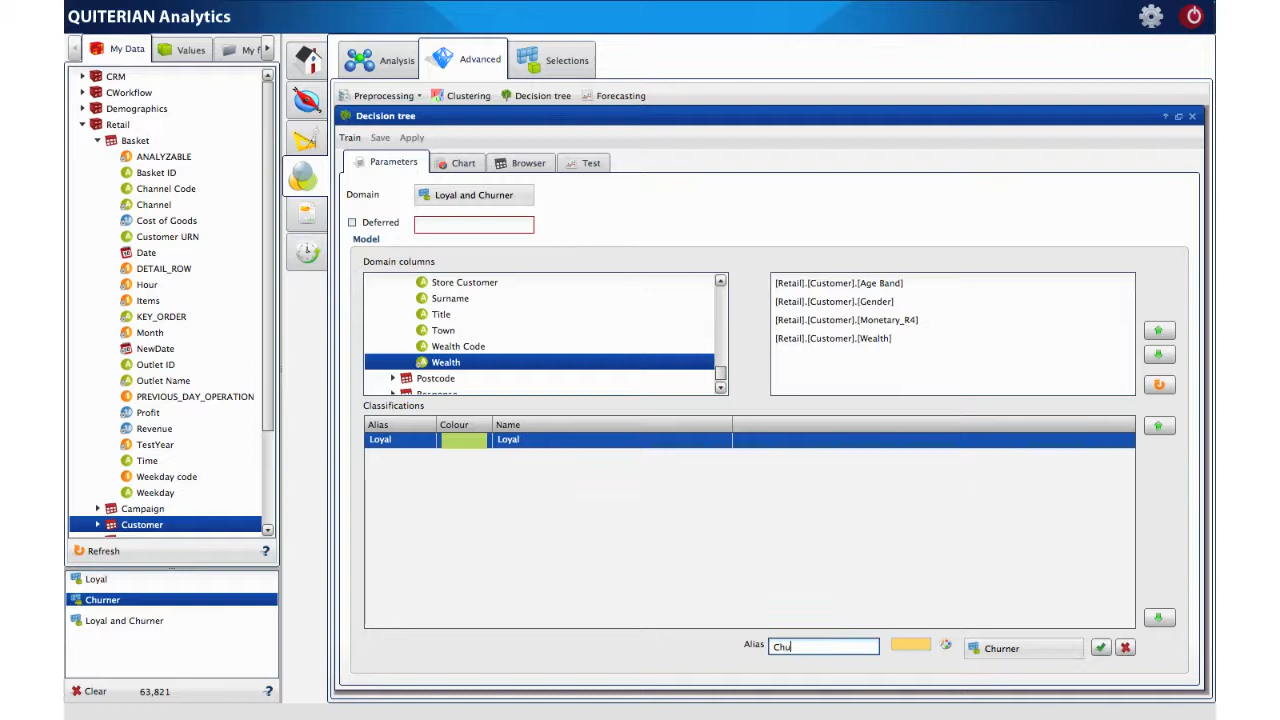 QUITERIAN Analytics
My Data
Values
My f
CRM
CWorkflow
Demographics
Retail
Basket
ANALYZABLE
Basket ID
Channel Code
Channel
Cost of Goods
Customer URN
Date
DETAIL_ROW
Hour
Items
KEY_ORDER
Month
NewDate
Outlet ID
Outlet Name
PREVIOUS_DAY_OPERATION
Profit
Revenue
TestYear
Time
Weekday code
Weekday
Campaign
Customer
Refresh
?
Loyal
Churner
Loyal and Churner
Clear 63,821 ?
Analysis
Advanced
Selections
Preprocessing
Clustering
Decision tree
Forecasting
Decision tree
?
Train Save Apply
Parameters
Chart
Browser
Test
Domain Loyal and Churner
Deferred
Model
Domain columns
Store Customer
Surname
Title
Town
Wealth Code
Wealth
Postcode
[Retail].[Customer].[Age Band]
[Retail].[Customer].[Gender]
[Retail].[Customer].[Monetary_R4]
[Retail].[Customer].[Wealth]
Classifications
Alias Colour Name
Loyal Loyal
Alias Chu Churner